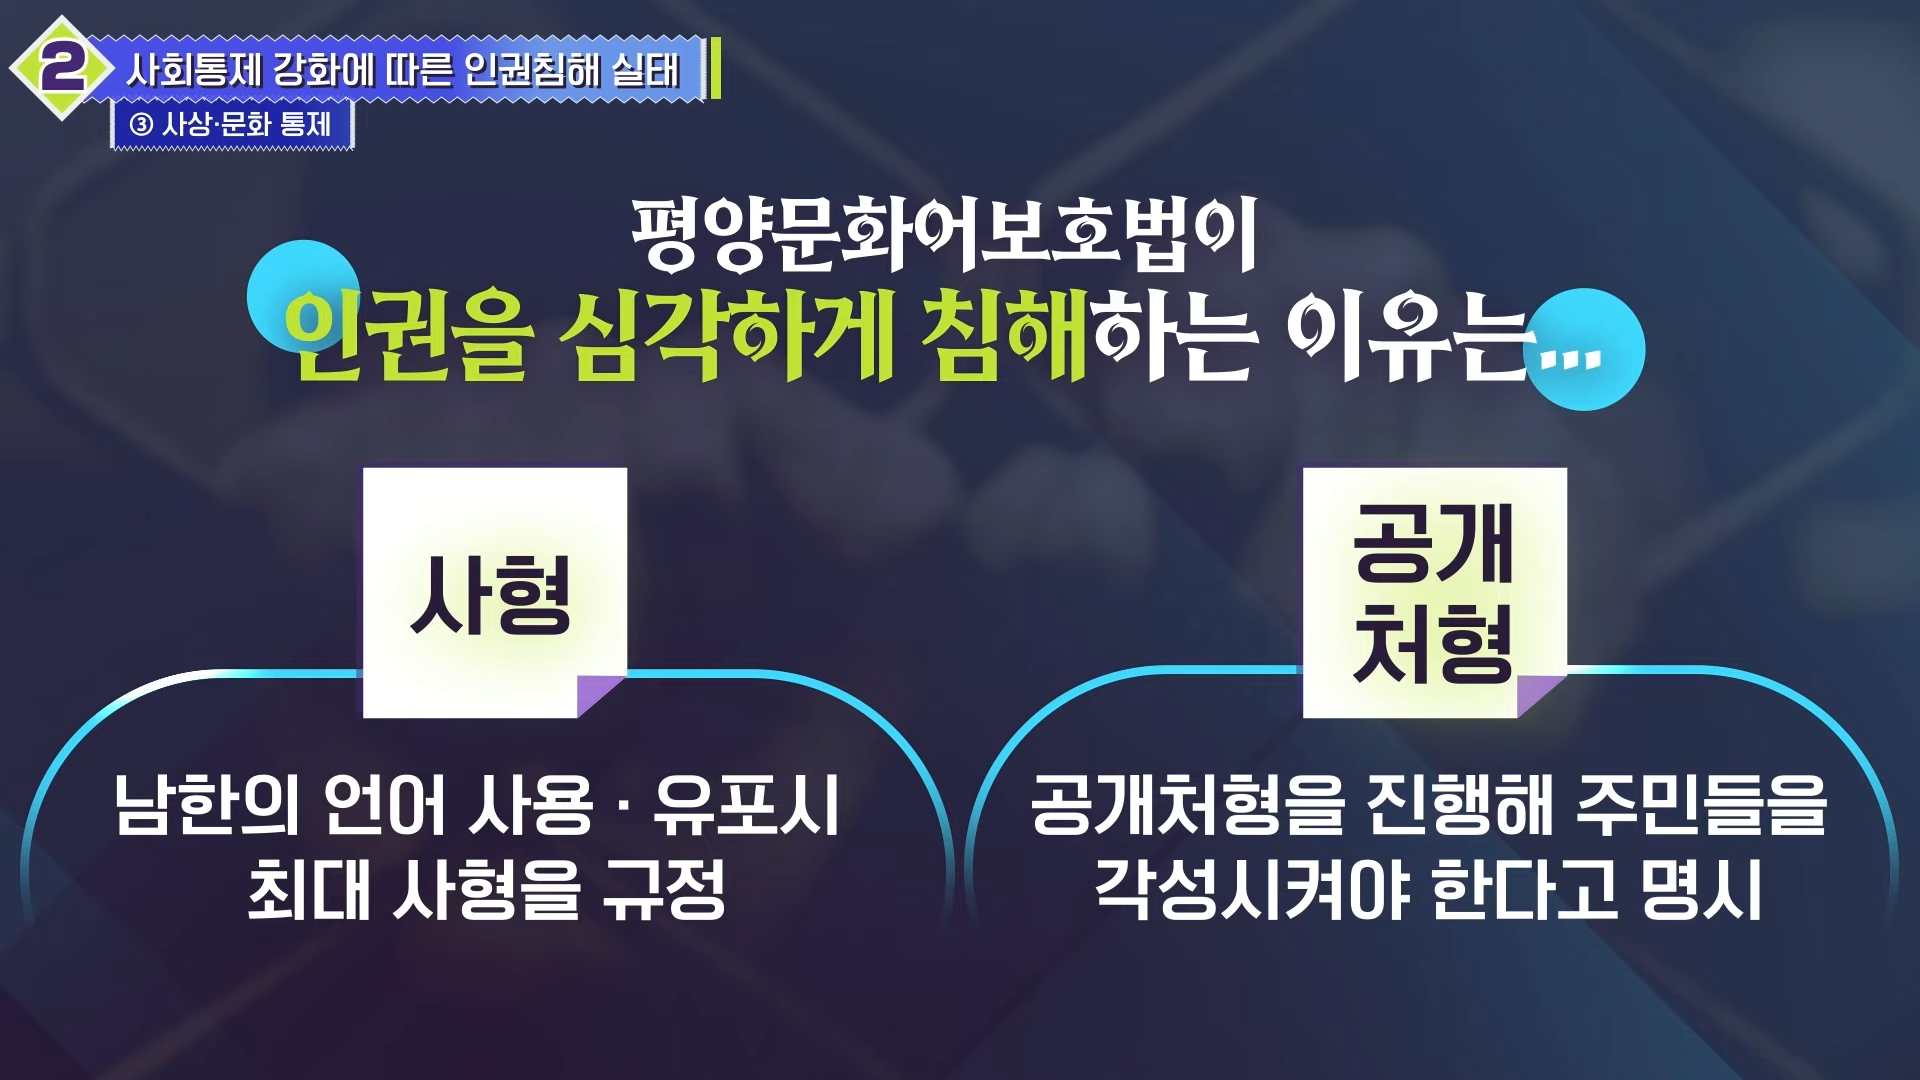 2 사회통제 강화에 따른 인권침해 실태
③ 사상·문화 통제
평양문화어보호법이
인권을 심각하게 침해하는 이유는...
사형
남한의 언어 사용 · 유포시
최대 사형을 규정
공개
처형
공개처형을 진행해 주민들을
각성시켜야 한다고 명시